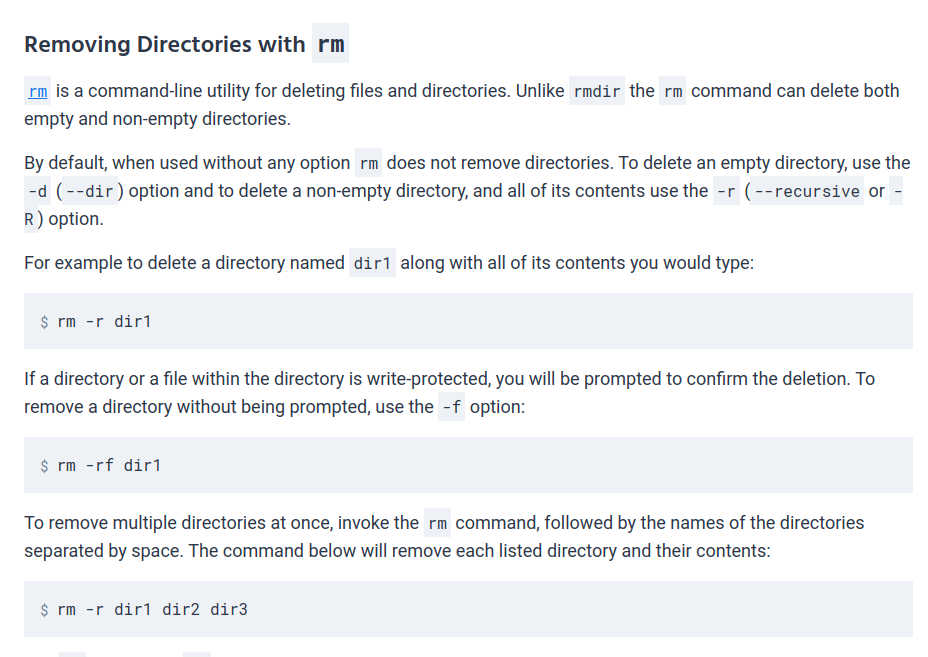 Removing Directories with rm
rm is a command-line utility for deleting files and directories. Unlike rmdir the rm command can delete both
empty and non-empty directories.
By default, when used without any option rm does not remove directories. To delete an empty directory, use the
-d (--dir) option and to delete a non-empty directory, and all of its contents use the -r (--recursive or -
R) option.
For example to delete a directory named dir1 along with all of its contents you would type:
$ rm -r dir1
If a directory or a file within the directory is write-protected, you will be prompted to confirm the deletion. To
remove a directory without being prompted, use the -f option:
$ rm -rf dir1
To remove multiple directories at once, invoke the rm command, followed by the names of the directories
separated by space. The command below will remove each listed directory and their contents:
$ rm -r dir1 dir2 dir3